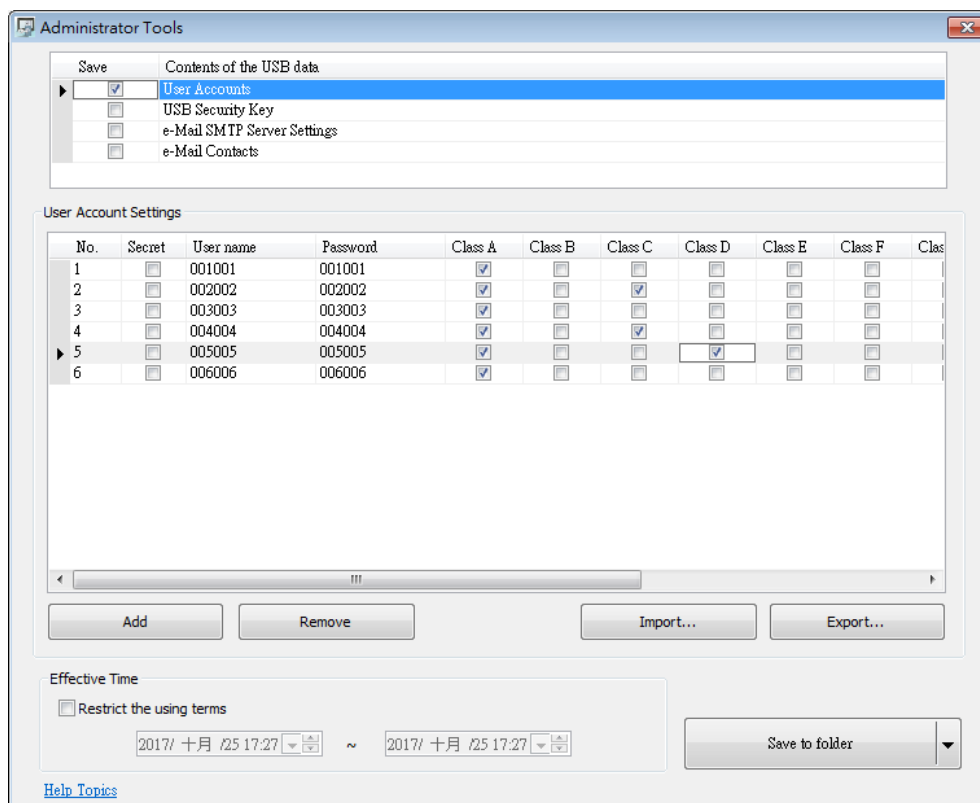 Administrator Tools
Save Contents of the USB data
User Accounts
USB Security Key
e-Mail SMTP Server Settings
e-Mail Contacts
User Account Settings
No. Secret User name Password Class A Class B Class C Class D Class E Class F Clas
1 001001 001001
2 002002 002002
3 003003 003003
4 004004 004004
5 005005 005005
6 006006 006006
Add Remove Import... Export...
Effective Time
Restrict the using terms
2017/ 十月 /25 17:27 ~ 2017/ 十月 /25 17:27
Save to folder
Help Topics